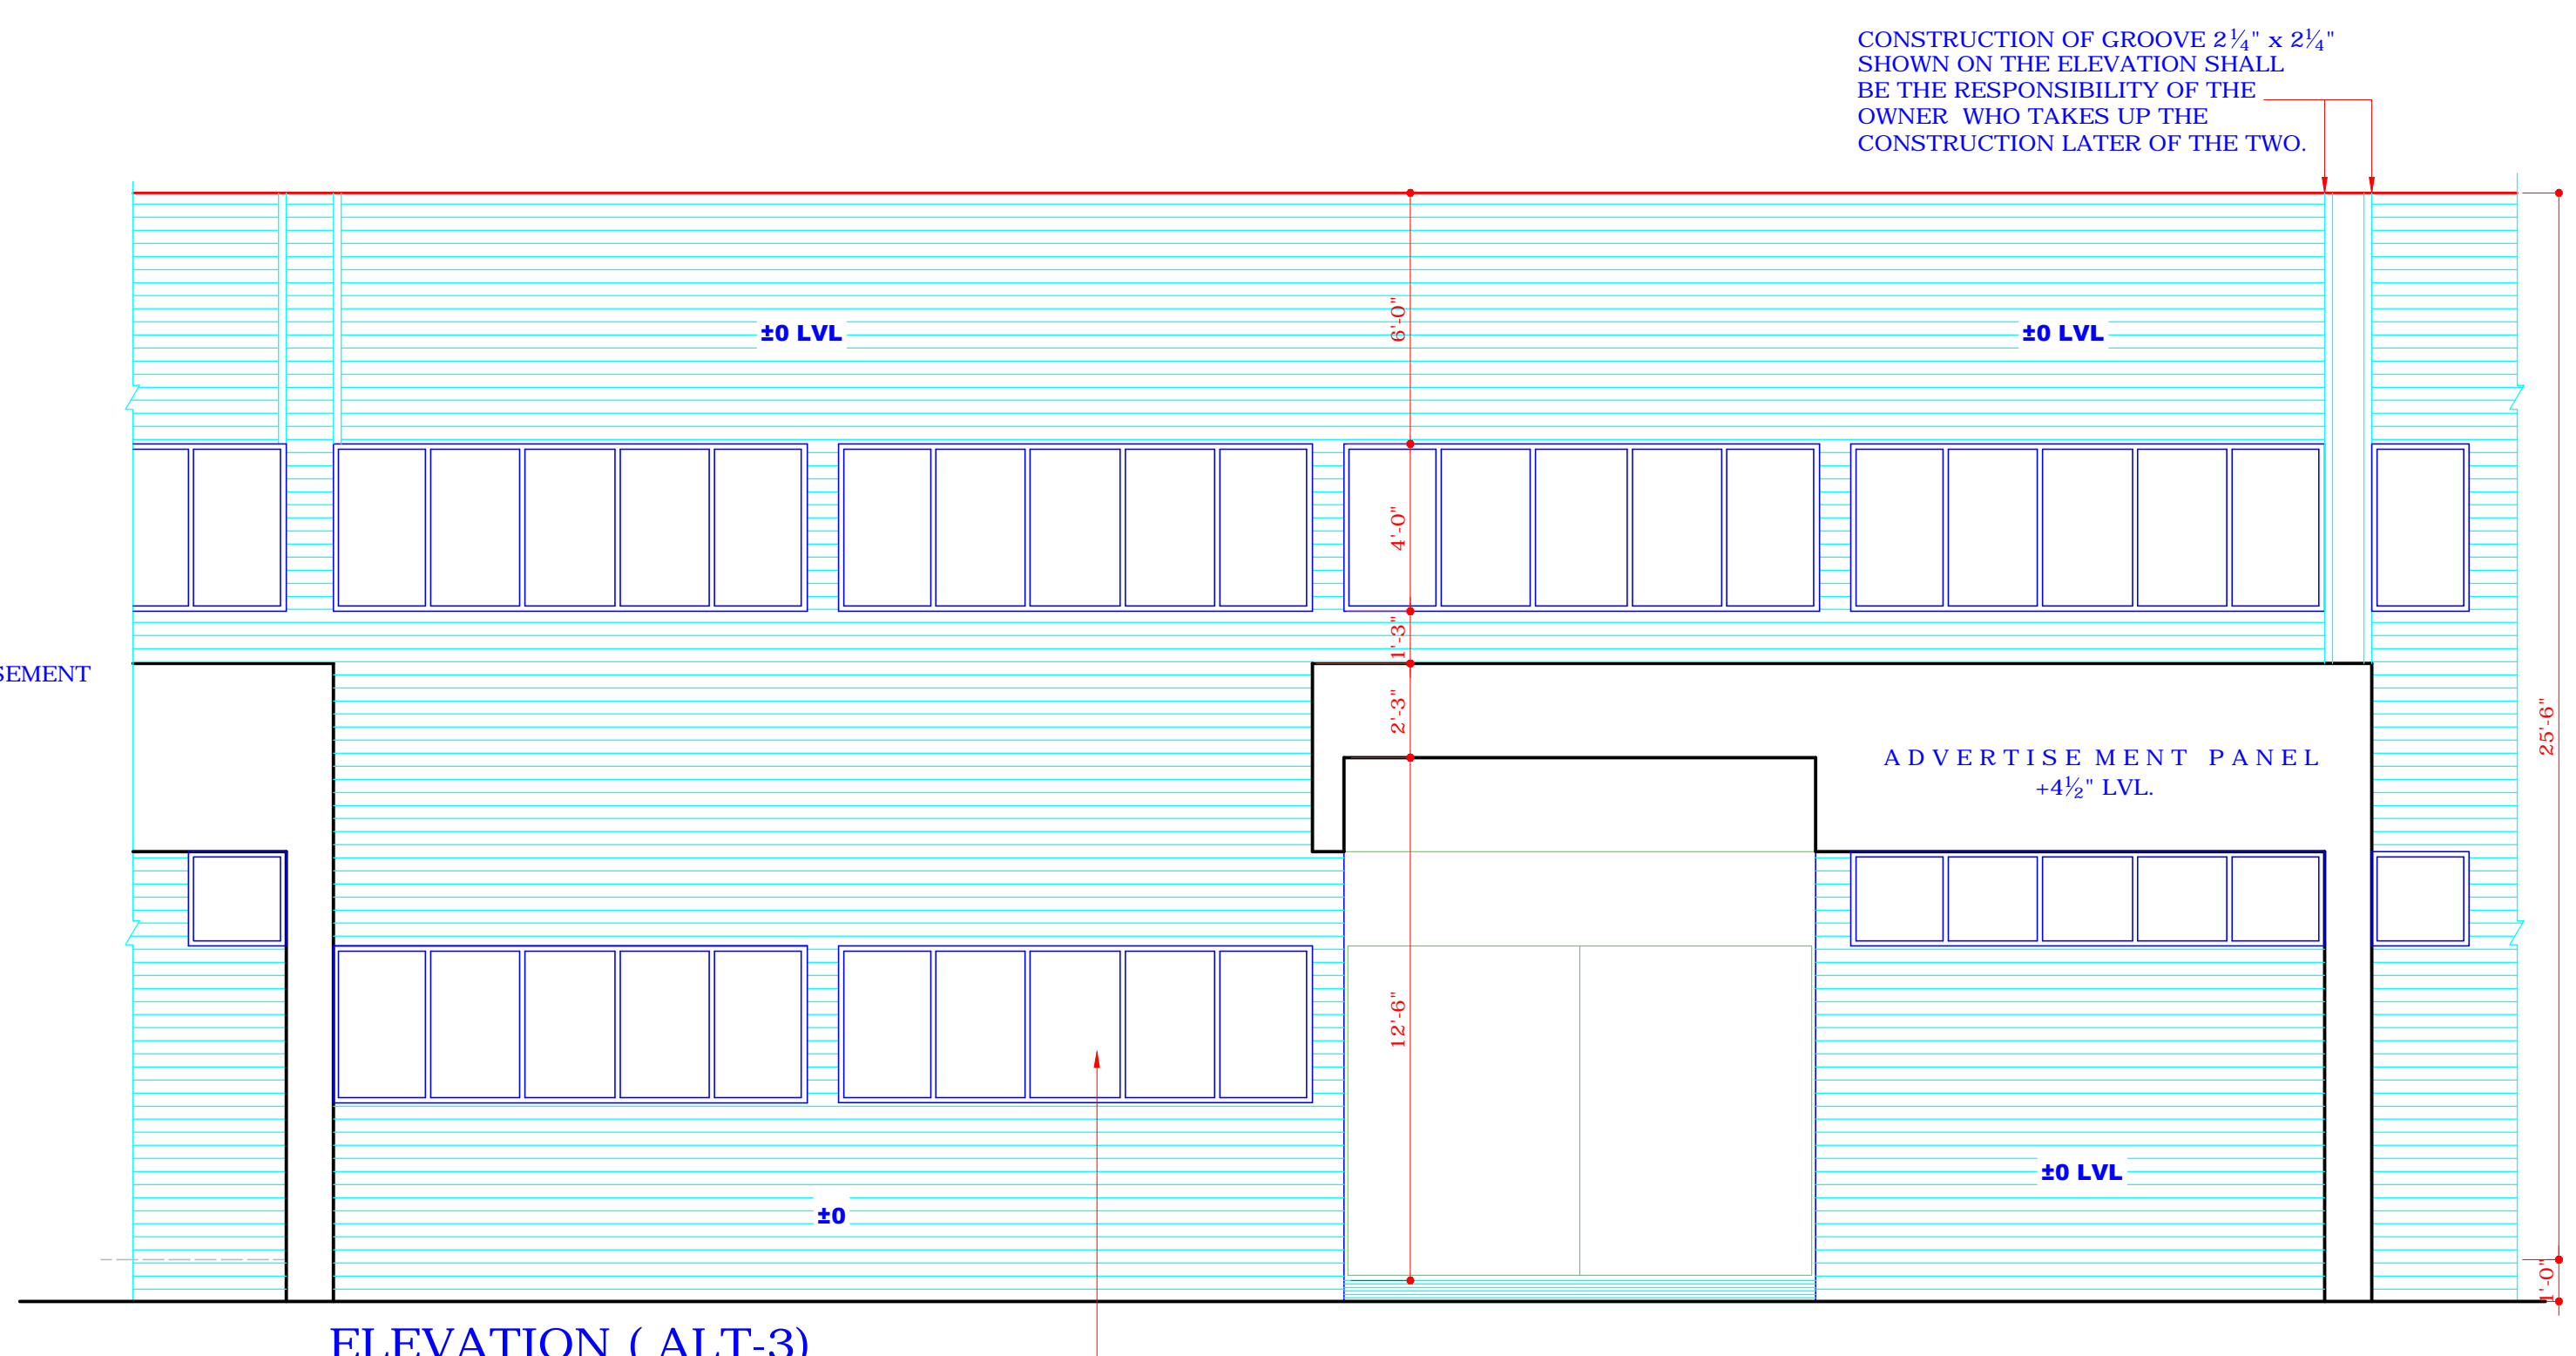 CONSTRUCTION OF GROOVE 2¼" x 2¼"
SHOWN ON THE ELEVATION SHALL
BE THE RESPONSIBILITY OF THE
OWNER WHO TAKES UP THE
CONSTRUCTION LATER OF THE TWO.
6'-0"
±0 LVL
±0 LVL
4'-0"
1'-3"
SEMENT
2'-3"
25'-6"
ADVERTISEMENT PANEL
+4½" LVL.
12'-6"
±0 LVL
±0
1'-0"
ELEVATION ( ALT-3)